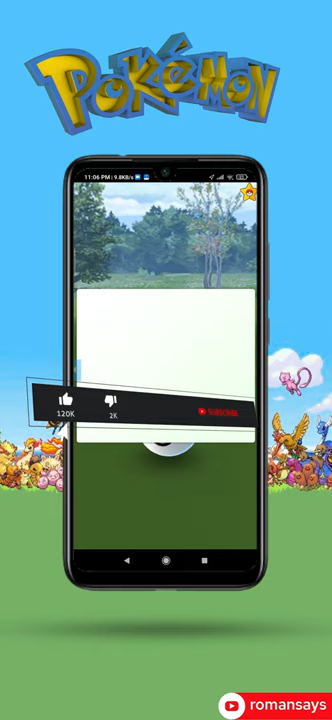 POKéMON
11:06 PM | 9.8KB/s
120K
2K
SUBSCRIBE
romansays